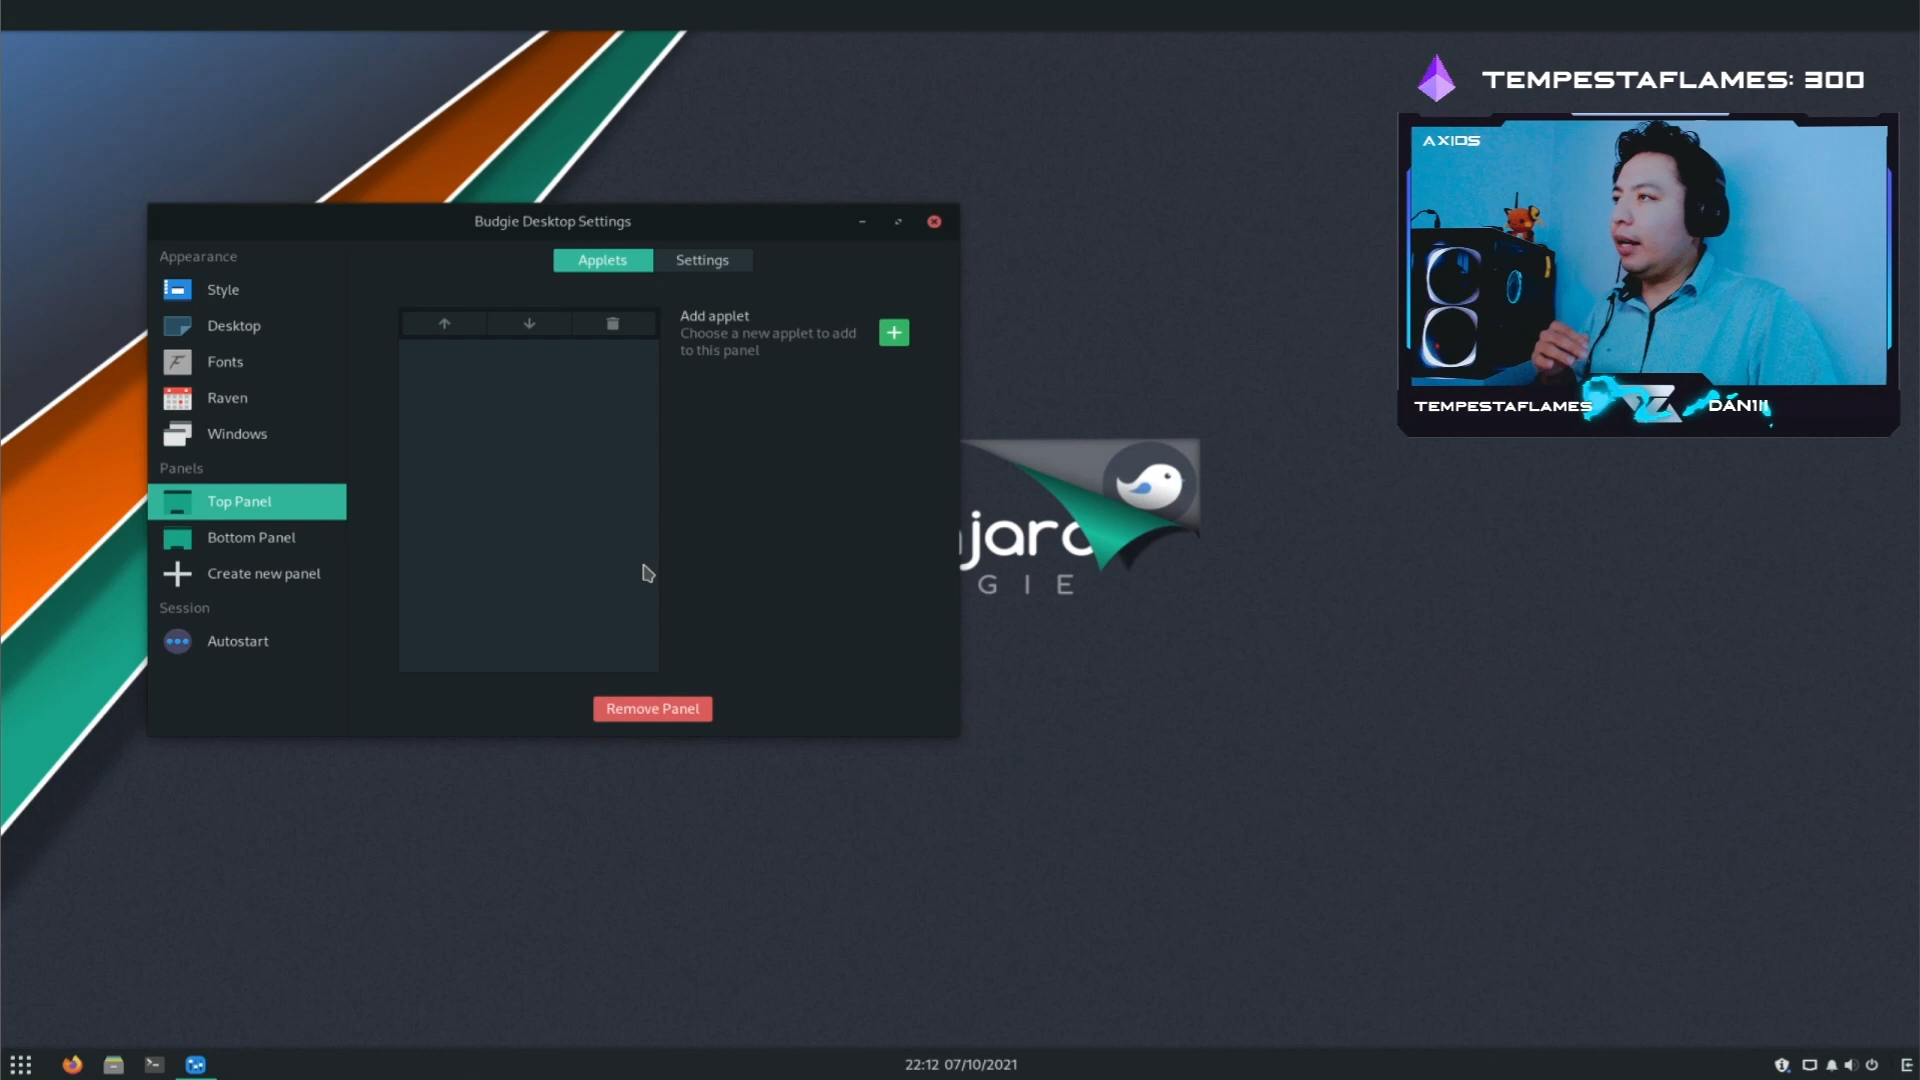 TEMPESTAFLAMES: 300
AXIOS
TEMPESTAFLAMES
DAN1II
Budgie Desktop Settings
Appearance
Style
Desktop
Fonts
Raven
Windows
Panels
Top Panel
Bottom Panel
Create new panel
Session
Autostart
Applets
Settings
Add applet
Choose a new applet to add
to this panel
Remove Panel
jaro
GIE
22:12 07/10/2021